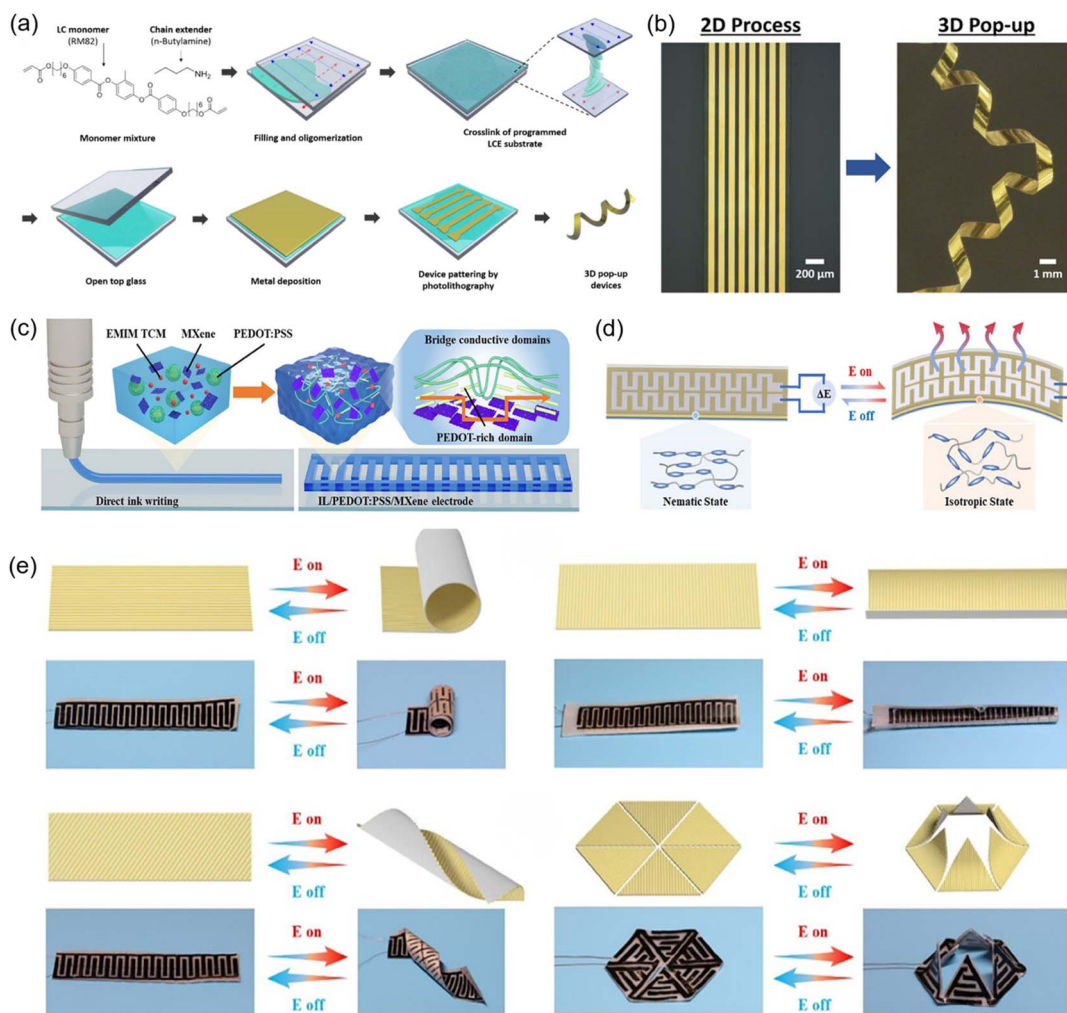 (a)
LC monomer
(RM82)
Chain extender
(n-Butylamine)
O
O
6
O
O
O
O
O
O
6
O
O
NH2
Monomer mixture
Filling and oligomerization
Crosslink of programmed
LCE substrate
Open top glass
Metal deposition
Device pattering by
photolithography
3D pop-up
devices
(b)
2D Process
3D Pop-up
200 µm
1 mm
(c)
EMIM TCM
MXene
PEDOT:PSS
Bridge conductive domains
PEDOT-rich domain
Direct ink writing
IL/PEDOT:PSS/MXene electrode
(d)
ΔE
E on
E off
Nematic State
Isotropic State
(e)
E on
E off
E on
E off
E on
E off
E on
E off
E on
E off
E on
E off
E on
E off
E on
E off